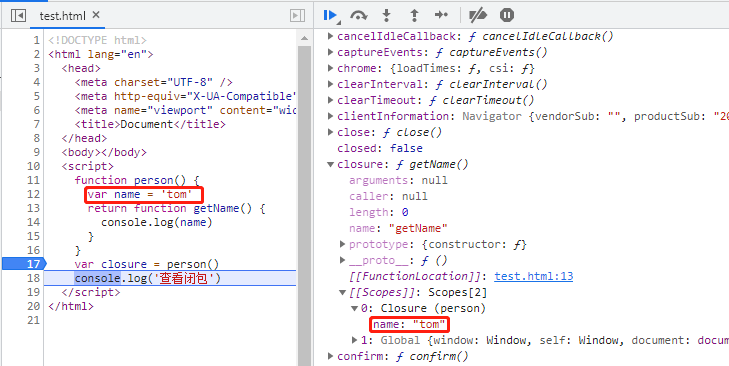 test.html
1 <!DOCTYPE html>
2 <html lang="en">
3 <head>
4 <meta charset="UTF-8" />
5 <meta http-equiv="X-UA-Compatible"
6 <meta name="viewport" content="wid
7 <title>Document</title>
8 </head>
9 <body></body>
10 <script>
11 function person() {
12 var name = 'tom'
13 return function getName() {
14 console.log(name)
15 }
16 }
17 var closure = person()
18 console.log('查看闭包')
19 </script>
20 </html>
21
cancelIdleCallback: ƒ cancelIdleCallback()
captureEvents: ƒ captureEvents()
chrome: {loadTimes: ƒ, csi: ƒ}
clearInterval: ƒ clearInterval()
clearTimeout: ƒ clearTimeout()
clientInformation: Navigator {vendorSub: "", productSub: "20
close: ƒ close()
closed: false
closure: ƒ getName()
arguments: null
caller: null
length: 0
name: "getName"
prototype: {constructor: ƒ}
__proto__: ƒ ()
[[FunctionLocation]]: test.html:13
[[Scopes]]: Scopes[2]
0: Closure (person)
name: "tom"
1: Global {window: Window, self: Window, document: docum
confirm: ƒ confirm()